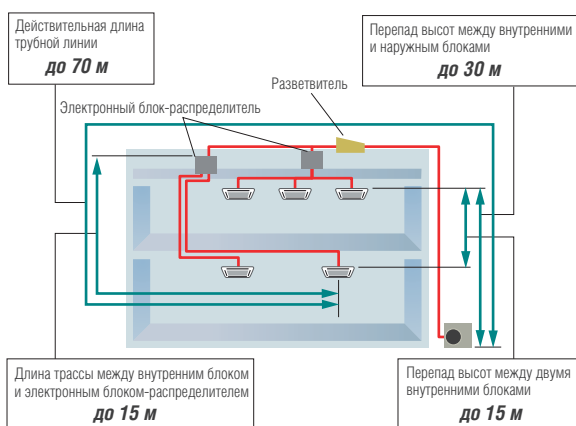 Действительная длина
трубной линии
до 70 м
Перепад высот между внутренними
и наружным блоками
до 30 м
Разветвитель
Электронный блок-распределитель
Длина трассы между внутренним блоком
и электронным блоком-распределителем
до 15 м
Перепад высот между двумя
внутренними блоками
до 15 м